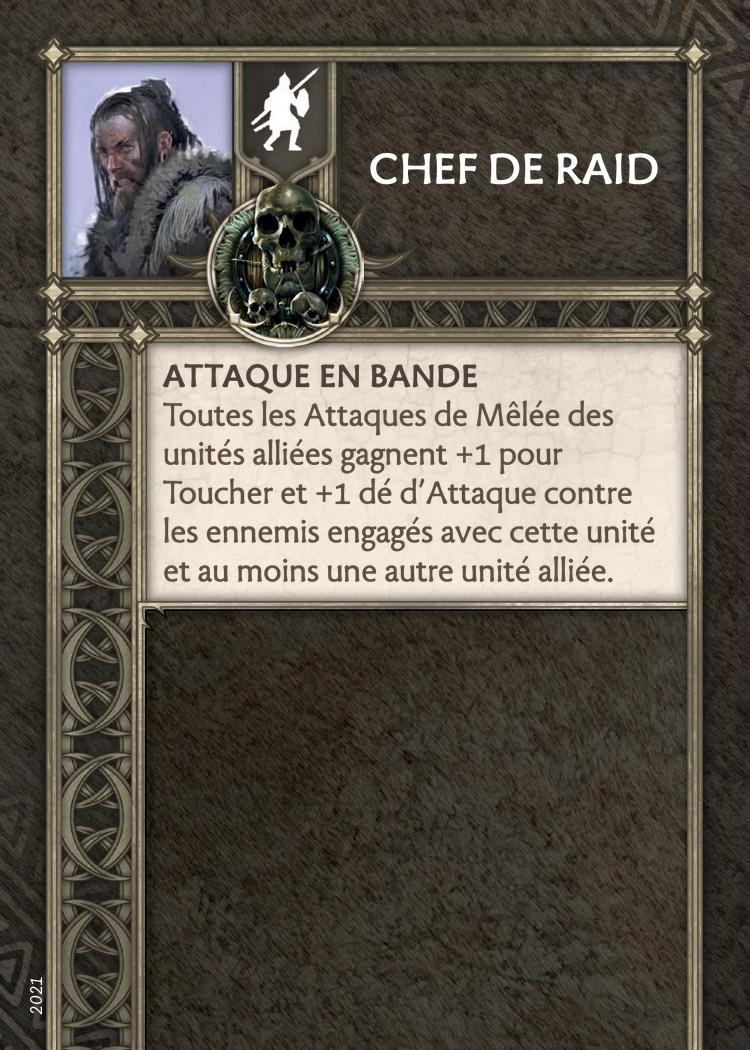 CHEF DE RAID
ATTAQUE EN BANDE
Toutes les Attaques de Mêlée des
unités alliées gagnent +1 pour
Toucher et +1 dé d'Attaque contre
les ennemis engagés avec cette unité
et au moins une autre unité alliée.
2021